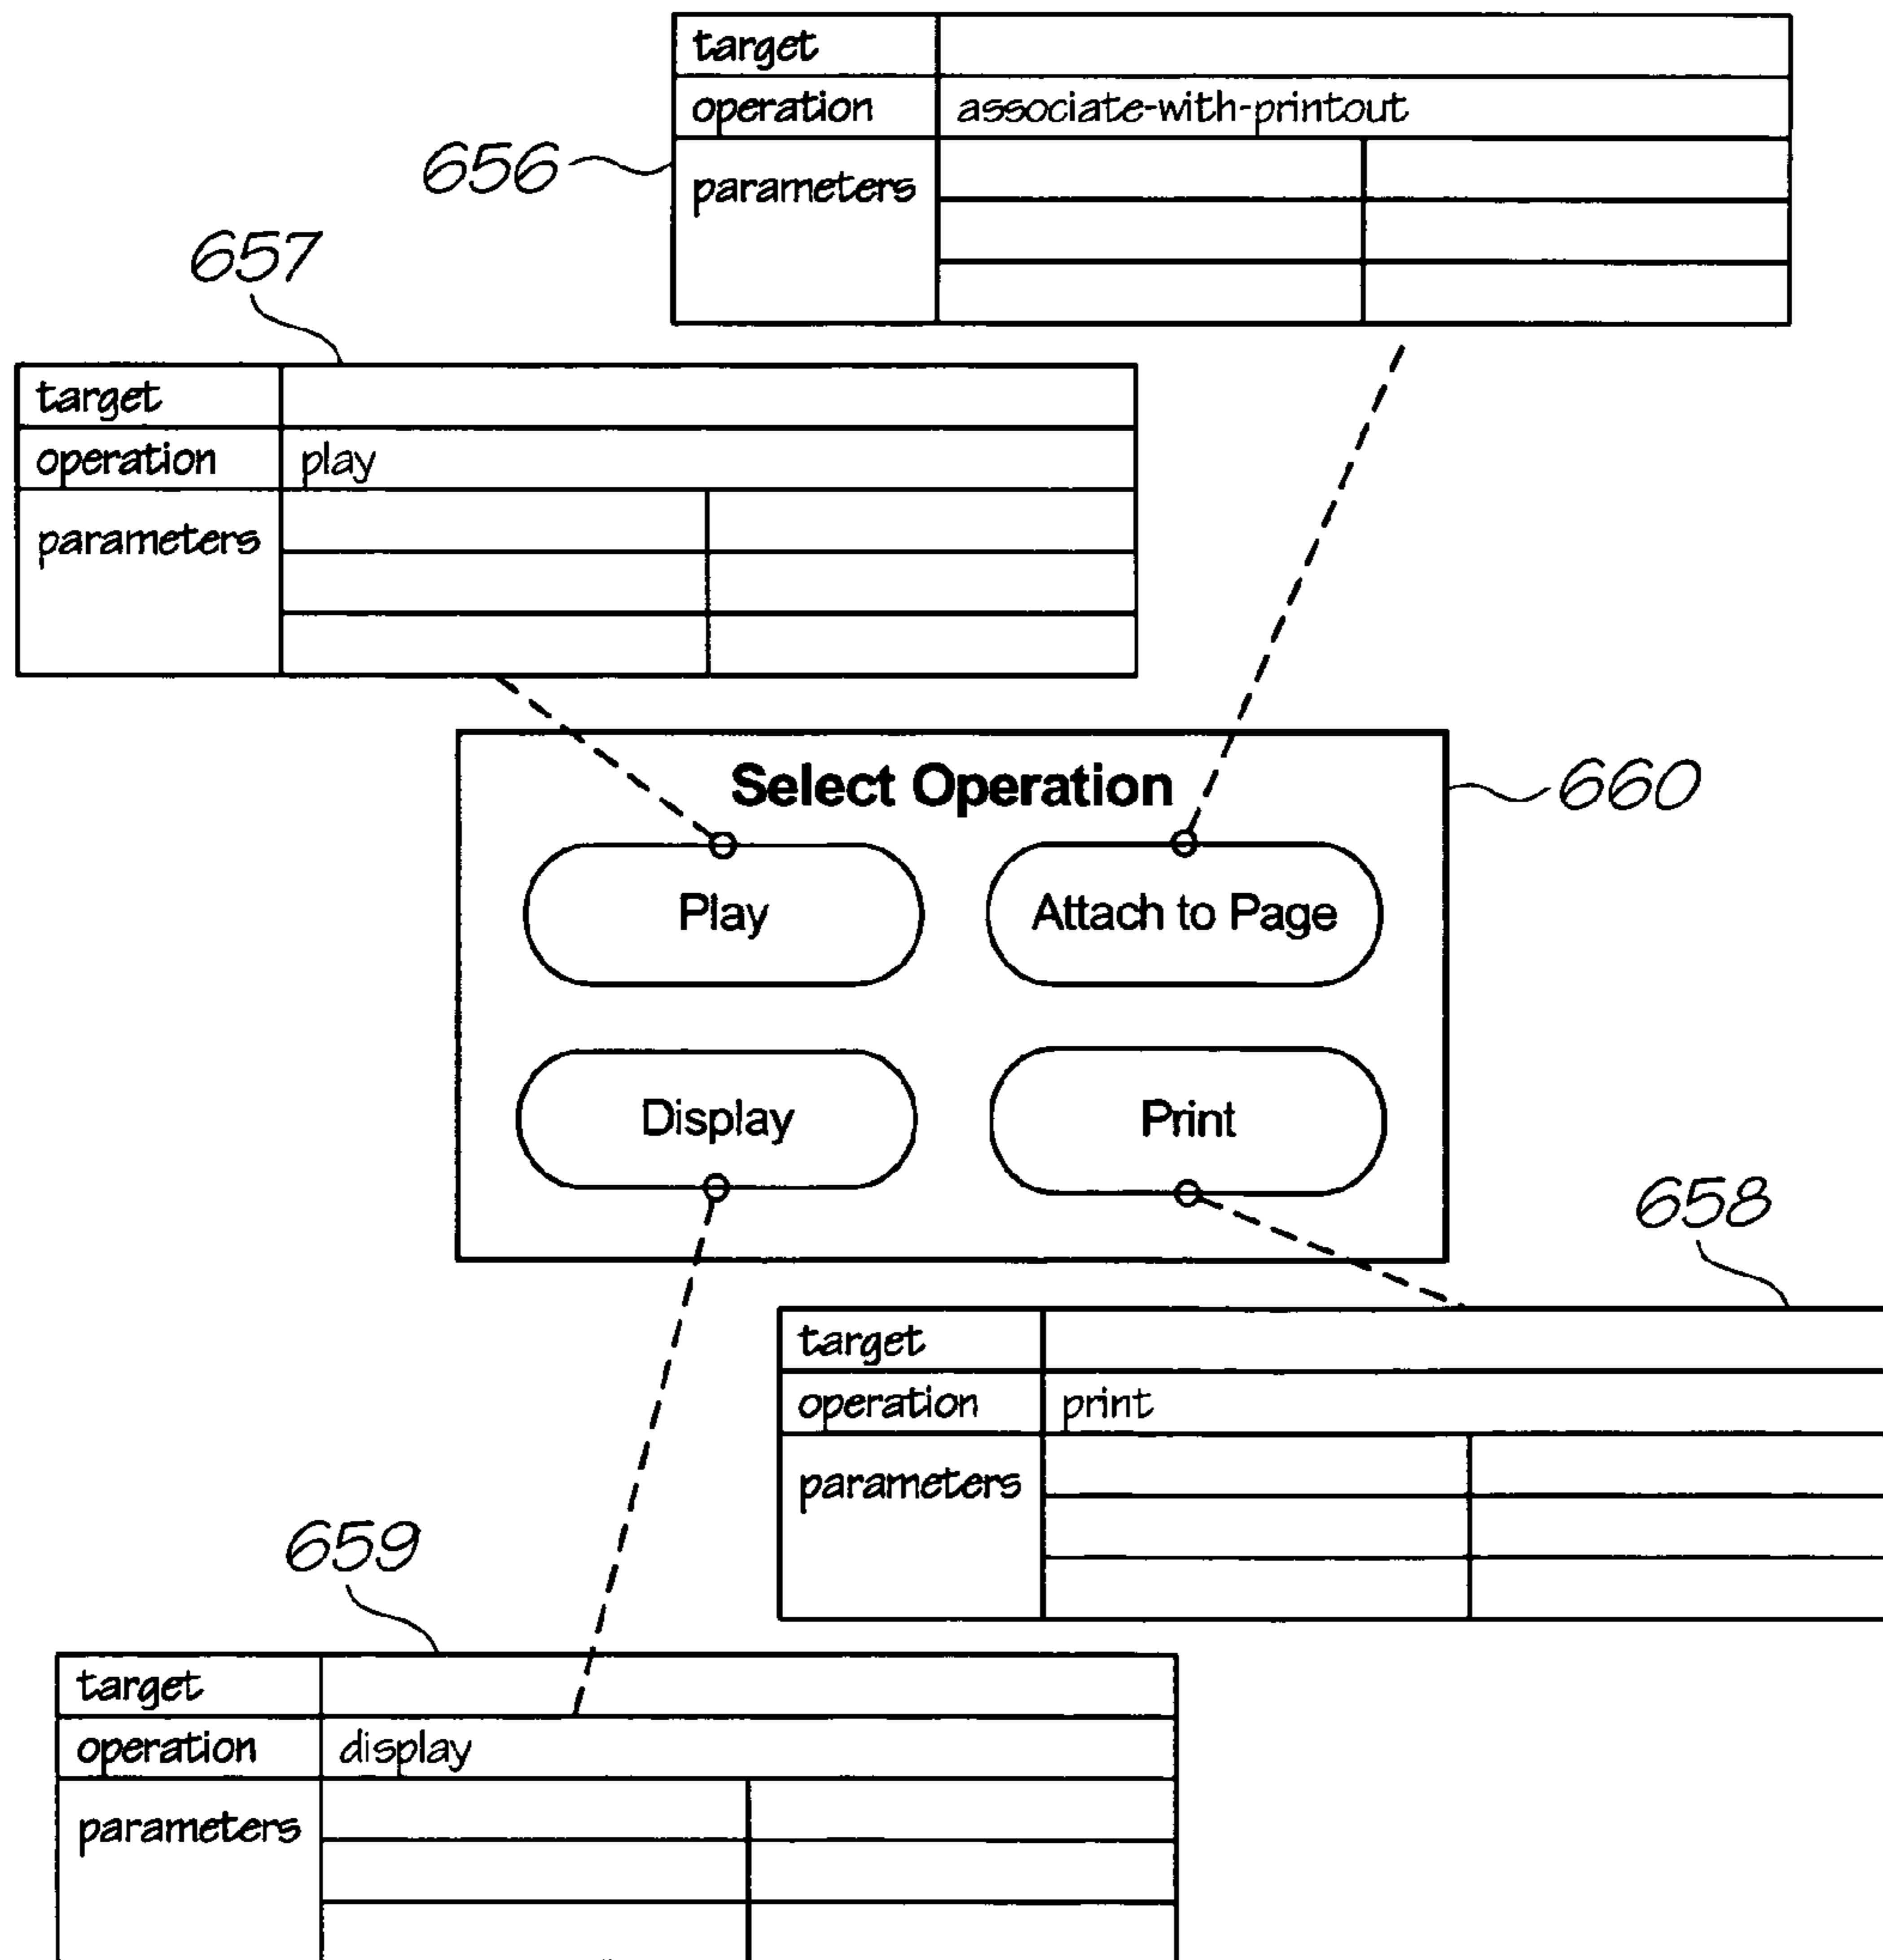 target
operation associate-with-printout
656
parameters
657
target
operation play
parameters
Select Operation
660
Play Attach to Page
Display Print
658
target
operation print
parameters
659
target
operation display
parameters